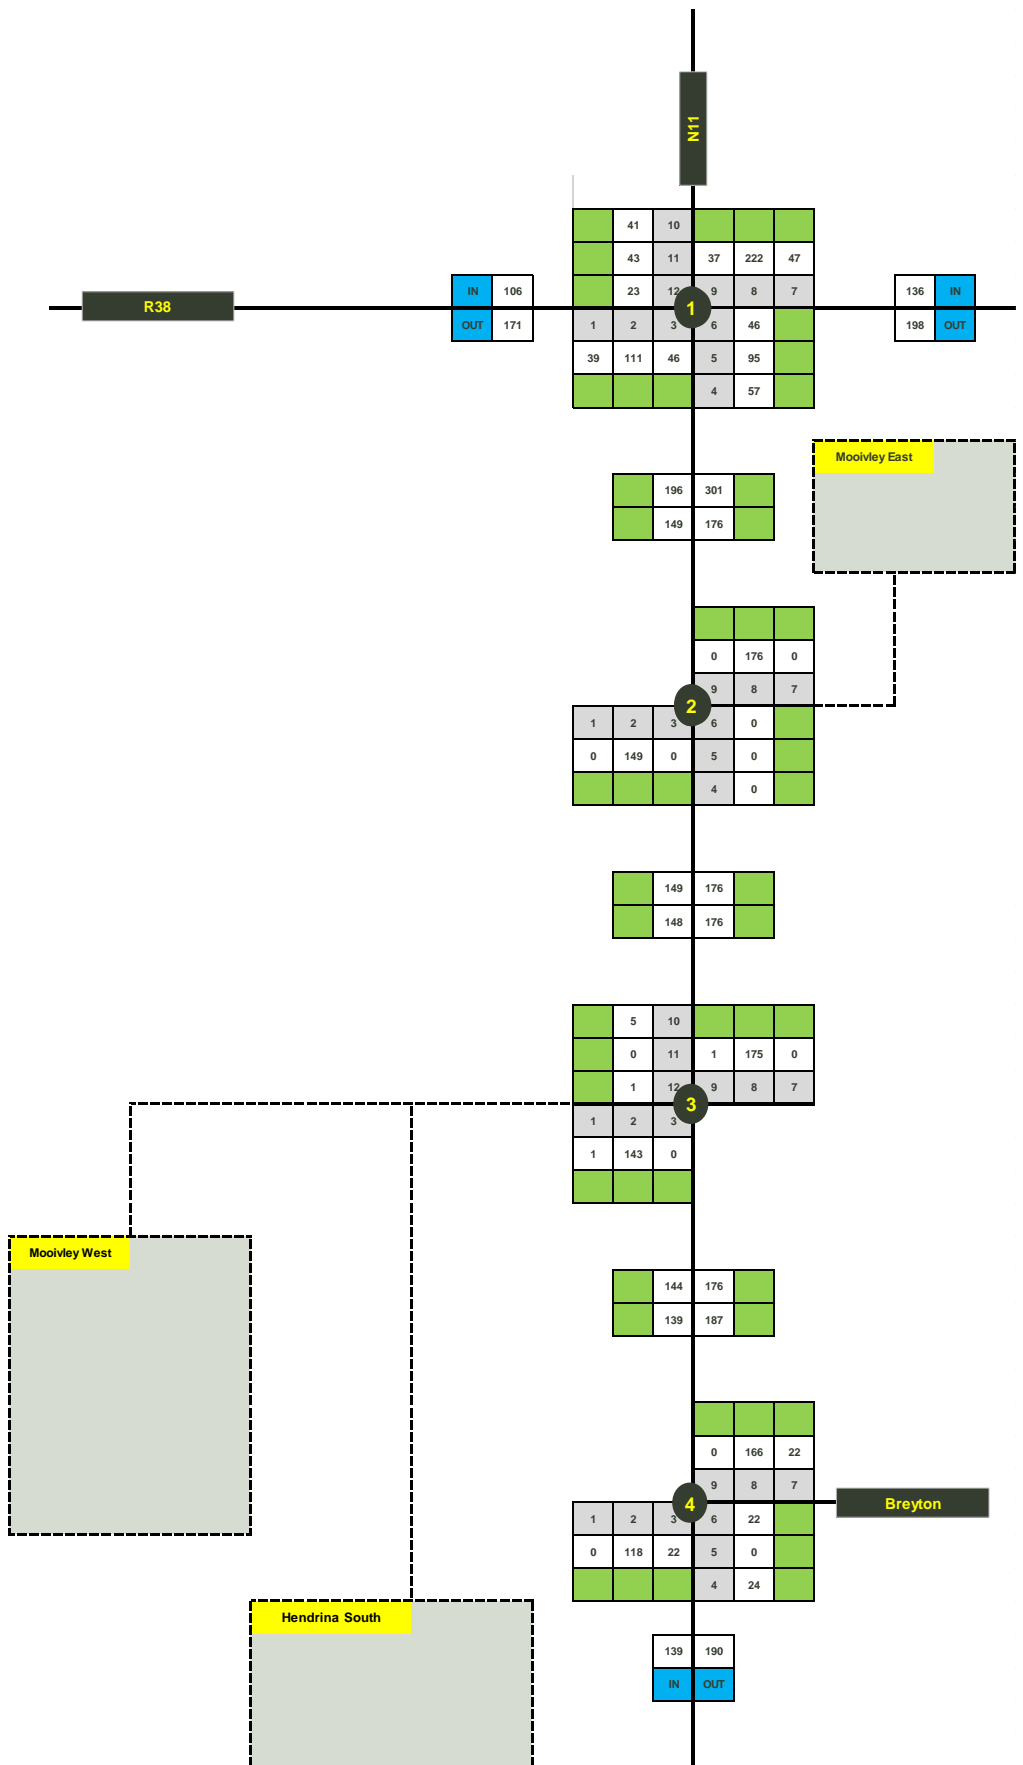 N11
41 10
43 11 37 222 47
IN 106 23 12 9 8 7 136 IN
R38 1
OUT 171 1 2 3 6 46 198 OUT
39 111 46 5 95
4 57
Mooivley East
196 301
149 176
0 176 0
9 8 7
2
1 2 3 6 0
0 149 0 5 0
4 0
149 176
148 176
5 10
0 11 1 175 0
1 12 9 8 7
3
1 2 3
1 143 0
Mooivley West
144 176
139 187
0 166 22
9 8 7
4 Breyton
1 2 3 6 22
0 118 22 5 0
4 24
Hendrina South
139 190
IN OUT